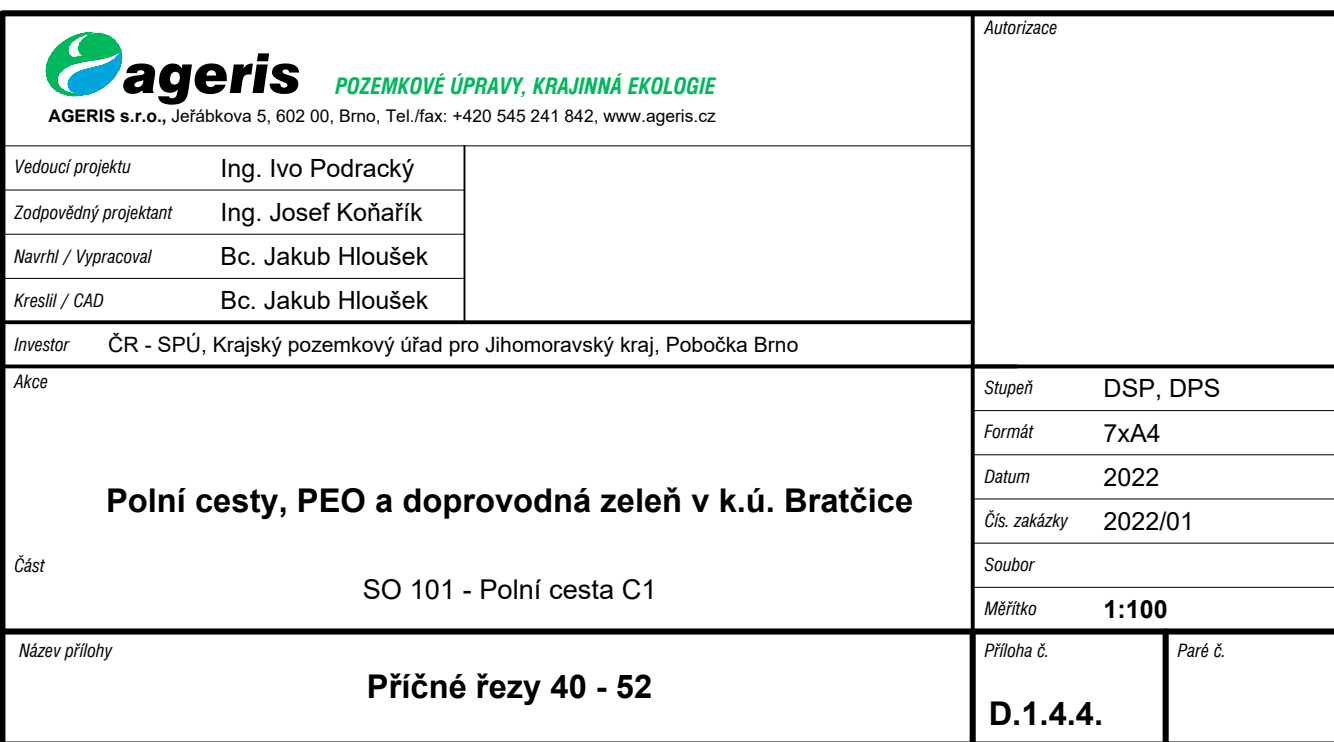 Autorizace
ageris POZEMKOVÉ ÚPRAVY, KRAJINNÁ EKOLOGIE
AGERIS s.r.o., Jeřábkova 5, 602 00, Brno, Tel./fax: +420 545 241 842, www.ageris.cz
Vedoucí projektu Ing. Ivo Podracký
Zodpovědný projektant Ing. Josef Koňařík
Navrhl / Vypracoval Bc. Jakub Hloušek
Kreslil / CAD Bc. Jakub Hloušek
Investor ČR - SPÚ, Krajský pozemkový úřad pro Jihomoravský kraj, Pobočka Brno
Akce
Polní cesty, PEO a doprovodná zeleň v k.ú. Bratčice
Část
SO 101 - Polní cesta C1
Stupeň DSP, DPS
Formát 7xA4
Datum 2022
Čís. zakázky 2022/01
Soubor
Měřítko 1:100
Název přílohy
Příčné řezy 40 - 52
Příloha č.
D.1.4.4.
Paré č.